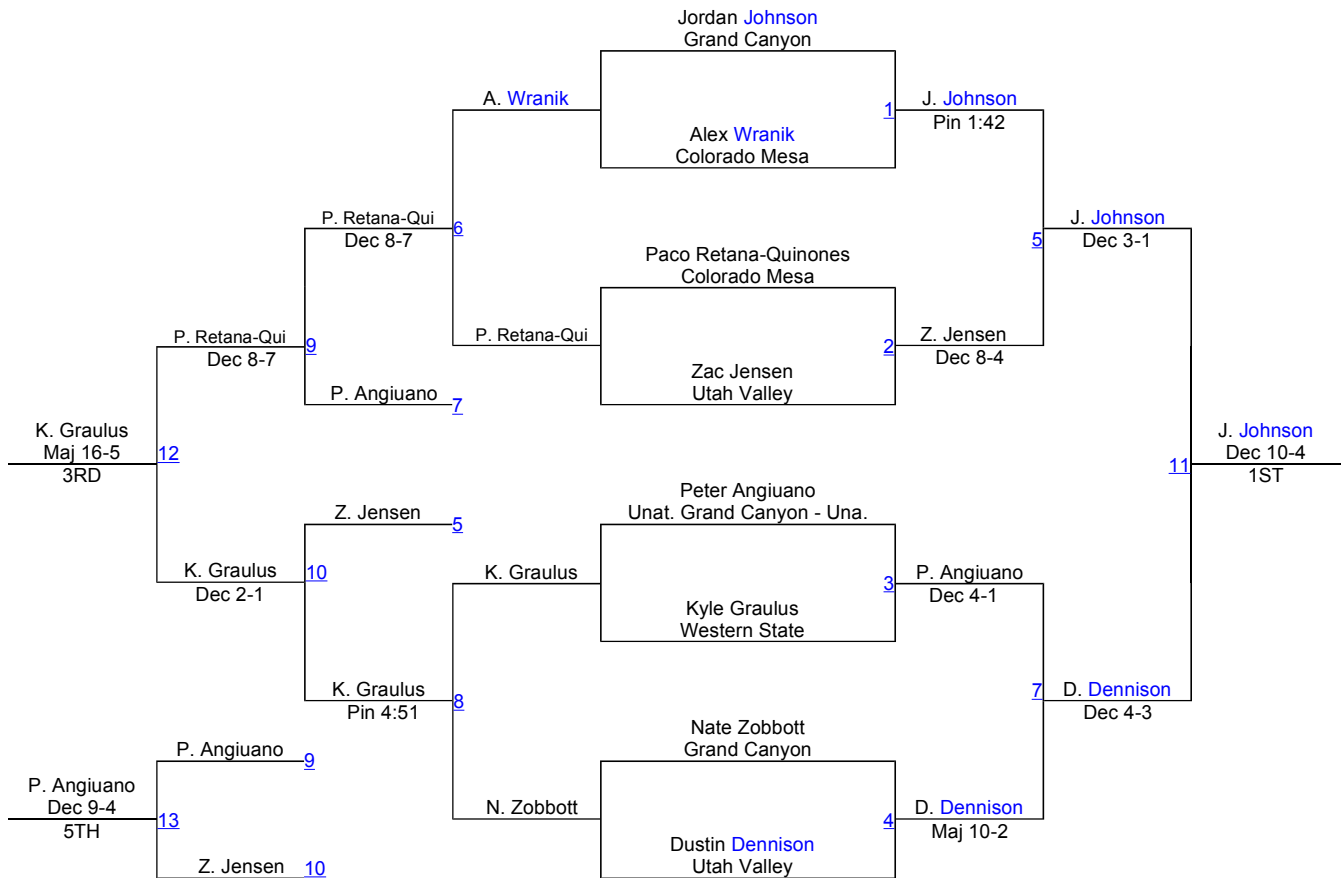 Jordan Johnson
Grand Canyon
A. Wranik
1
J. Johnson
Pin 1:42
Alex Wranik
Colorado Mesa
P. Retana-Qui
Dec 8-7
6
J. Johnson
Dec 3-1
5
Paco Retana-Quinones
Colorado Mesa
P. Retana-Qui
Dec 8-7
9
P. Retana-Qui
2
Z. Jensen
Dec 8-4
Zac Jensen
Utah Valley
P. Angiuano
7
K. Graulus
Maj 16-5
3RD
12
J. Johnson
Dec 10-4
1ST
11
Peter Angiuano
Unat. Grand Canyon - Una.
Z. Jensen
5
K. Graulus
Dec 2-1
10
K. Graulus
3
P. Angiuano
Dec 4-1
Kyle Graulus
Western State
K. Graulus
Pin 4:51
8
7
D. Dennison
Dec 4-3
Nate Zobbott
Grand Canyon
P. Angiuano
9
P. Angiuano
Dec 9-4
5TH
13
N. Zobbott
4
D. Dennison
Maj 10-2
Dustin Dennison
Utah Valley
Z. Jensen
10